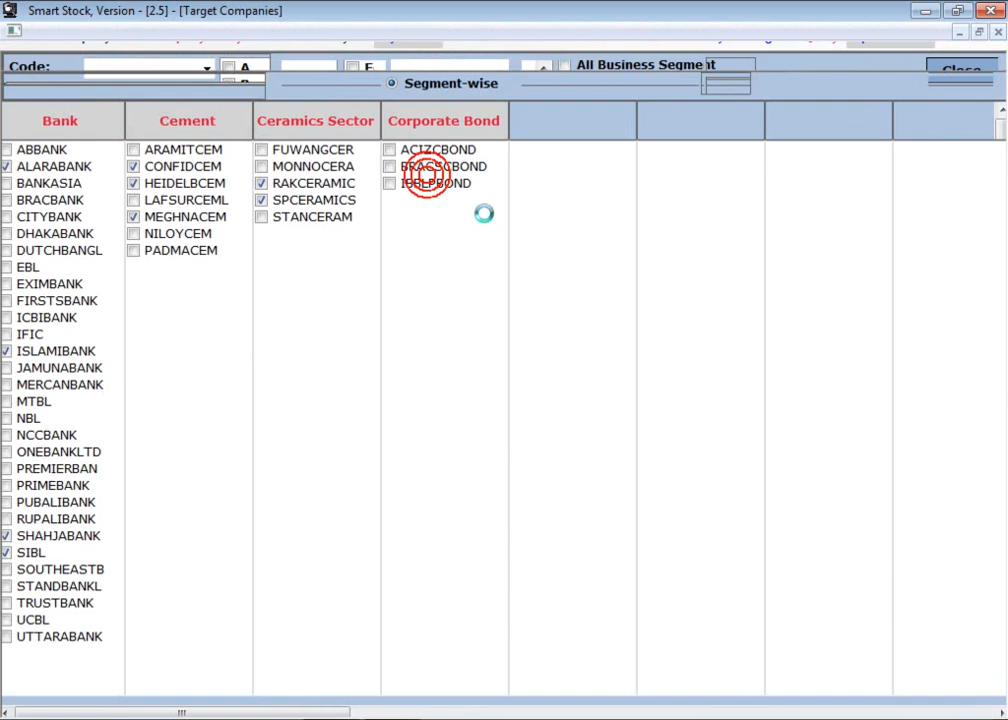 Smart Stock, Version - [2.5] - [Target Companies]
Code:
A
All Business Segment
Close
Segment-wise
Bank
Cement
Ceramics Sector
Corporate Bond
ABBANK
ALARABANK
BANKASIA
BRACBANK
CITYBANK
DHAKABANK
DUTCHBANGL
EBL
EXIMBANK
FIRSTSBANK
ICBIBANK
IFIC
ISLAMIBANK
JAMUNABANK
MERCANBANK
MTBL
NBL
NCCBANK
ONEBANKLTD
PREMIERBAN
PRIMEBANK
PUBALIBANK
RUPALIBANK
SHAHJABANK
SIBL
SOUTHEASTB
STANDBANKL
TRUSTBANK
UCBL
UTTARABANK
ARAMITCEM
CONFIDCEM
HEIDELBCEM
LAFSURCEML
MEGHNACEM
NILOYCEM
PADMACEM
FUWANGCER
MONNOCERA
RAKCERAMIC
SPCERAMICS
STANCERAM
ACIZCBOND
BRACSCBOND
IBBLPBOND